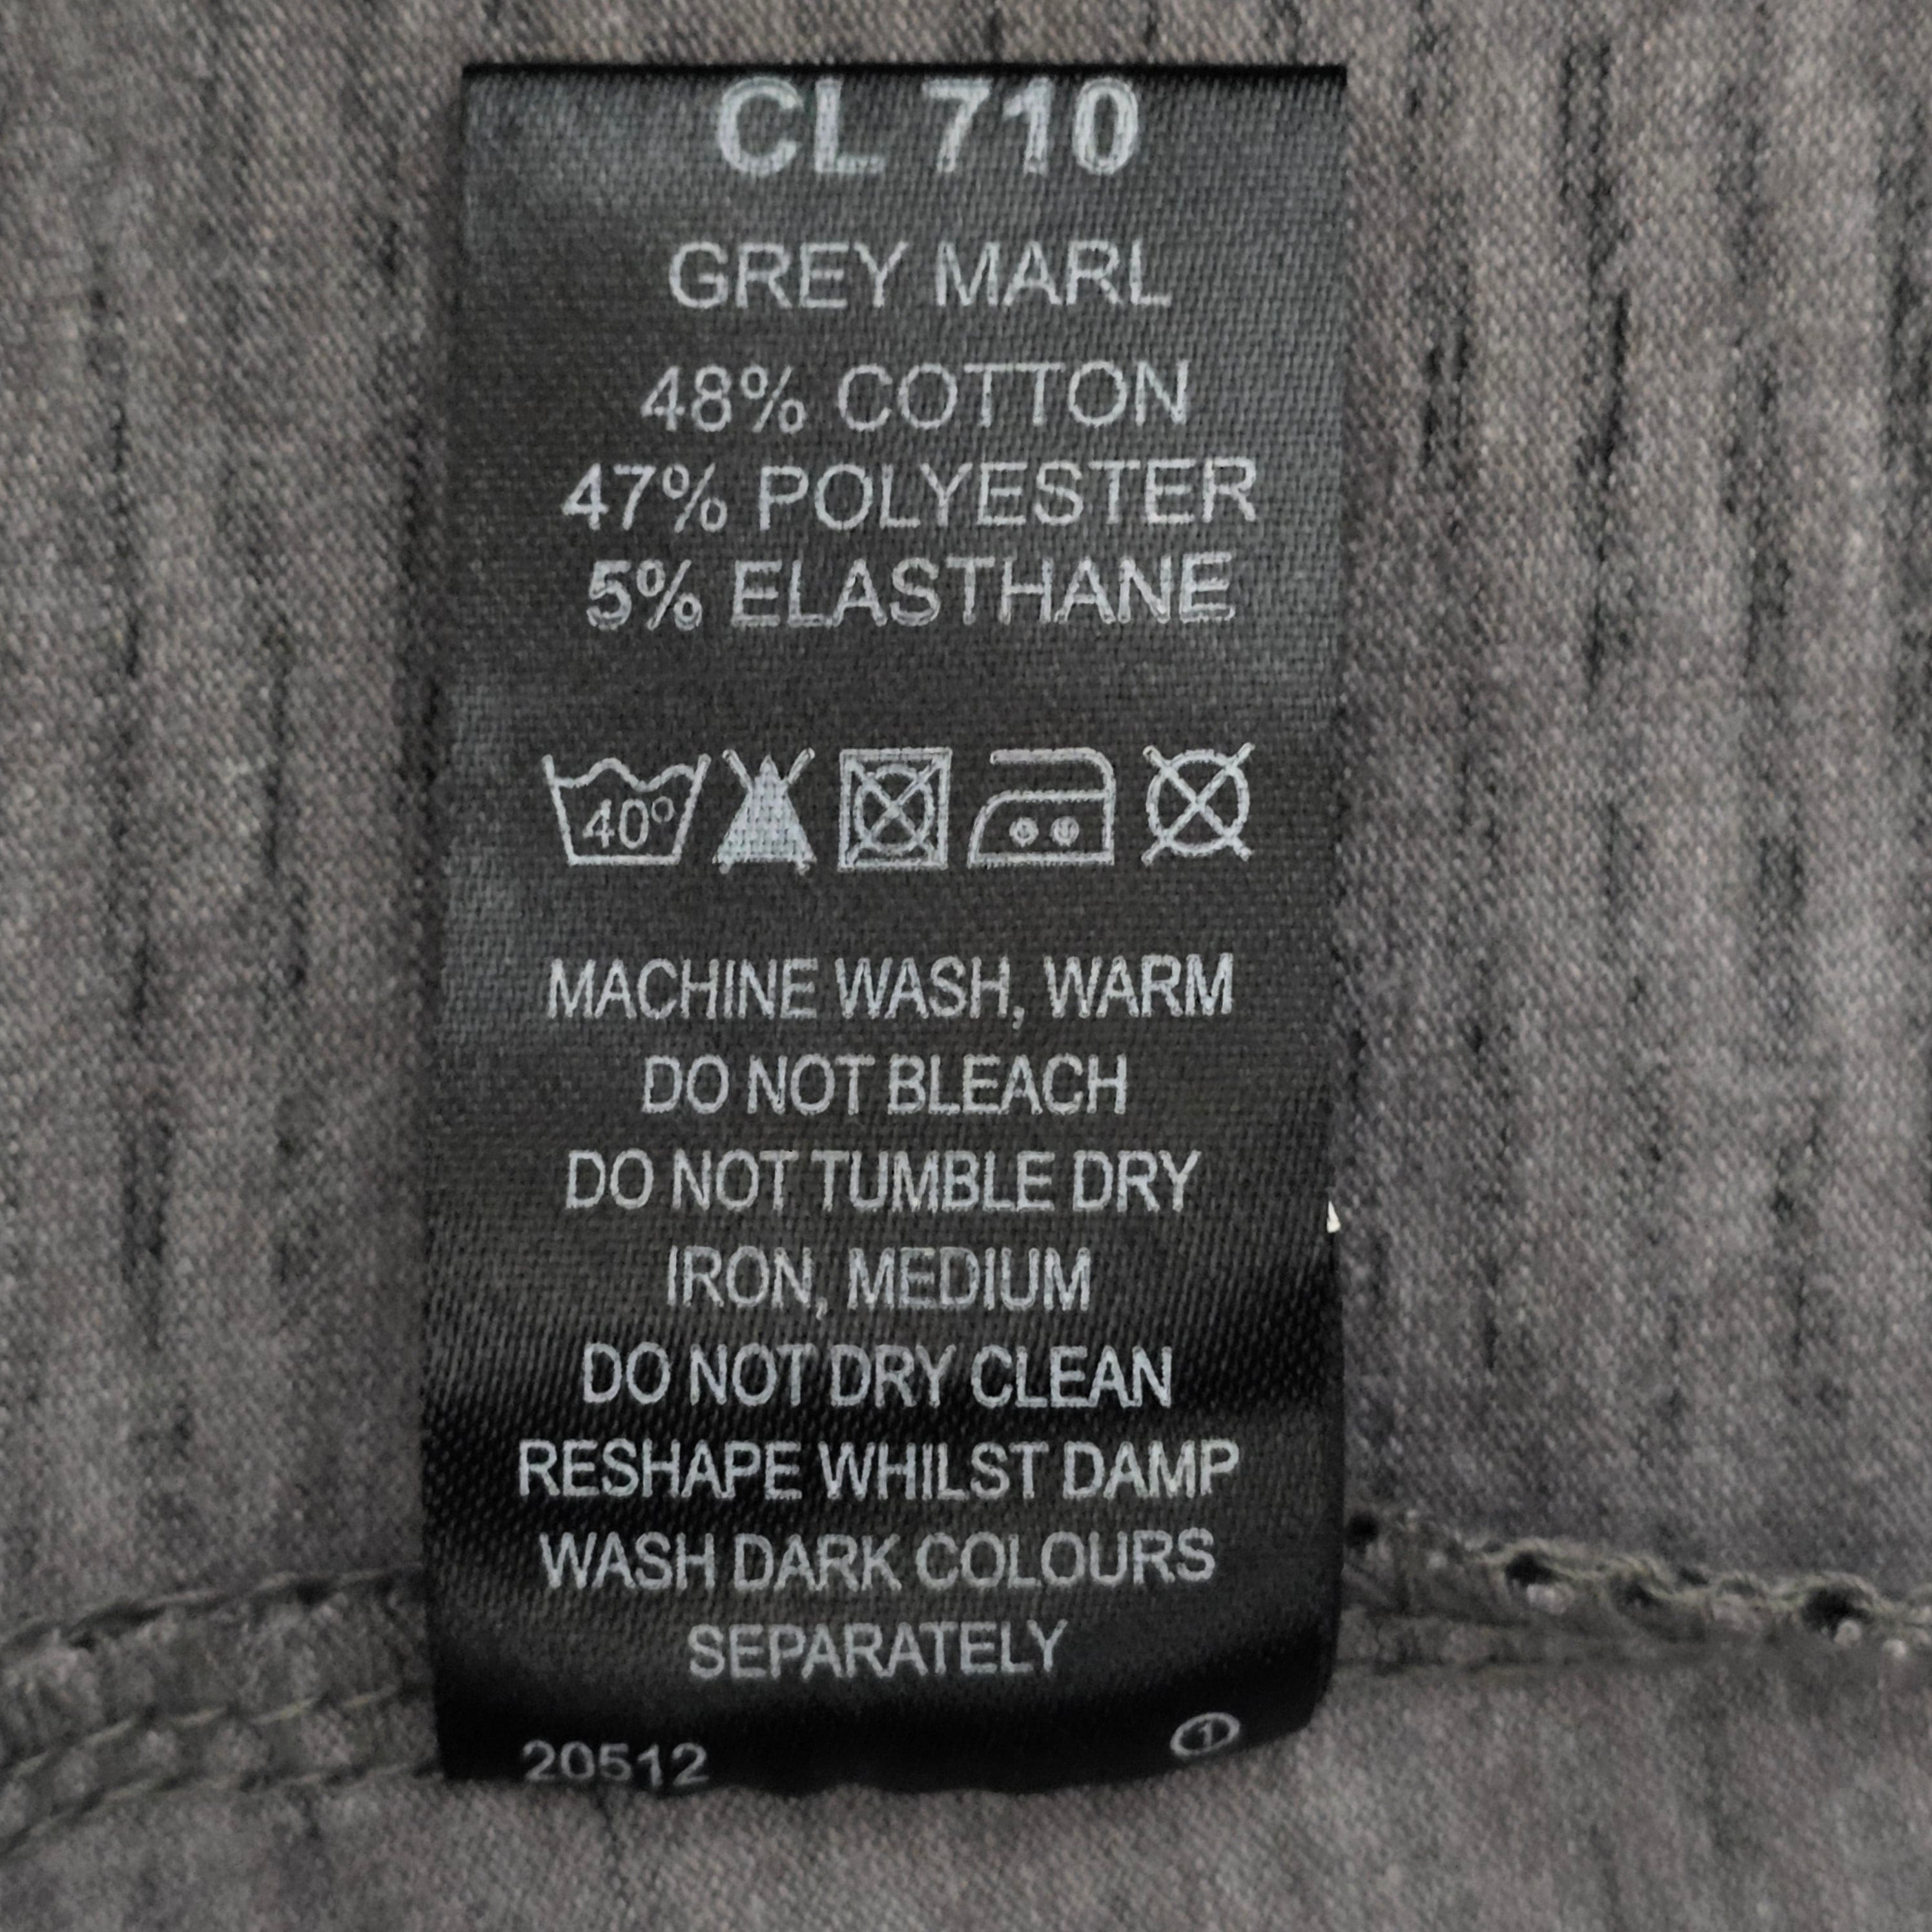 CL 710
GREY MARL
48% COTTON
47% POLYESTER
5% ELASTHANE
40°
MACHINE WASH, WARM
DO NOT BLEACH
DO NOT TUMBLE DRY
IRON, MEDIUM
DO NOT DRY CLEAN
RESHAPE WHILST DAMP
WASH DARK COLOURS
SEPARATELY
20512 ①